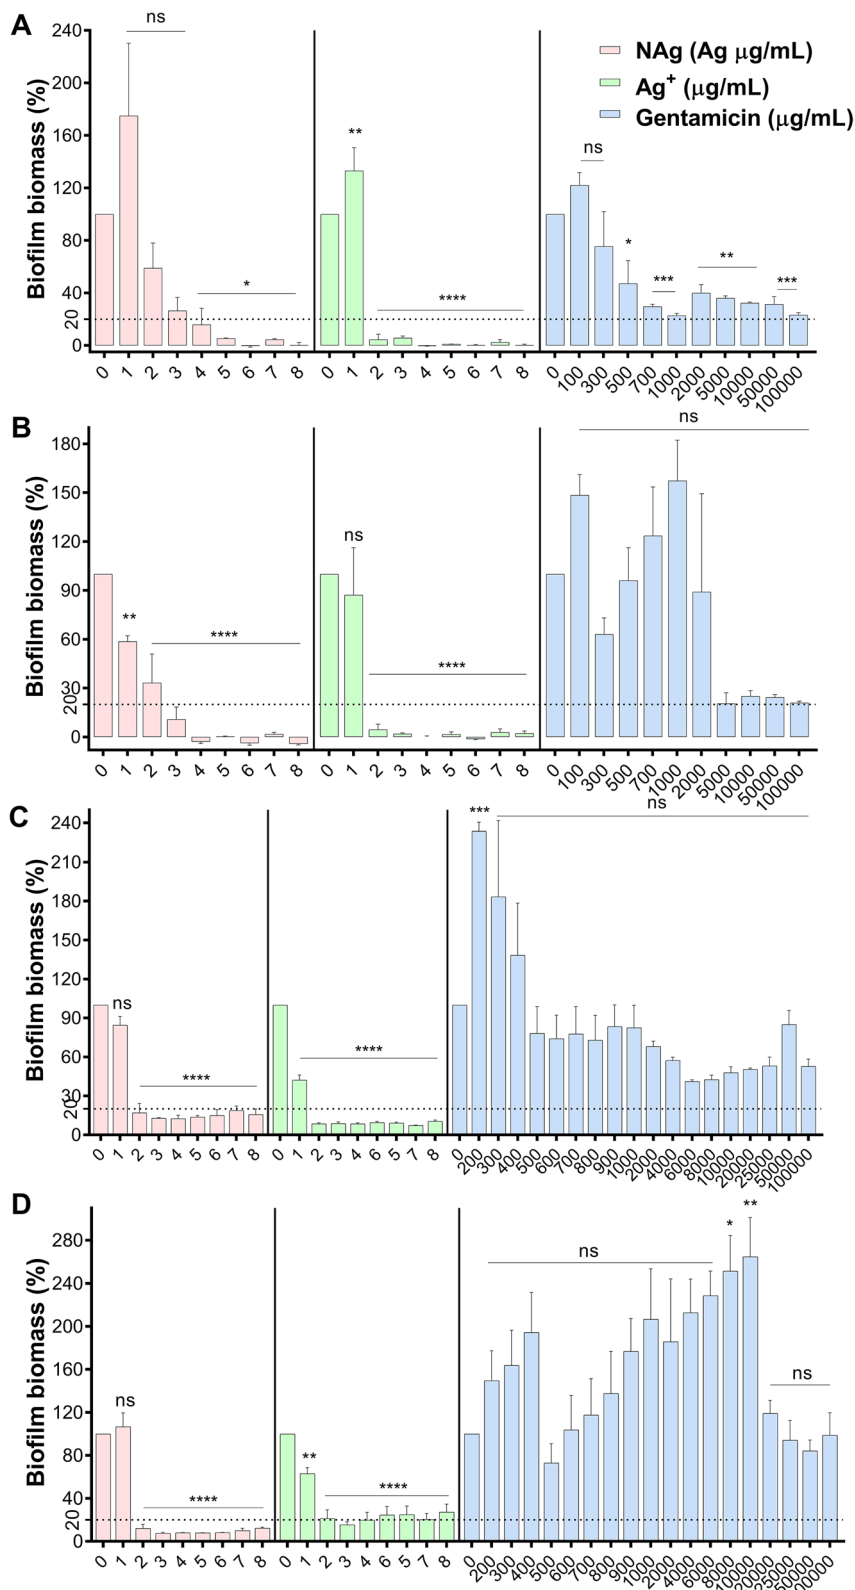 A
ns
240
200
160
120
80
40
20
0
Biofilm biomass (%)
NAg (Ag μg/mL)
Ag+ (μg/mL)
Gentamicin (μg/mL)
*
**
****
ns
*
***
**
***
0 1 2 3 4 5 6 7 8
0 1 2 3 4 5 6 7 8
0 100 300 500 700 1000 2000 5000 10000 50000 100000
B
180
150
120
90
60
30
20
0
Biofilm biomass (%)
**
****
ns
****
ns
0 1 2 3 4 5 6 7 8
0 1 2 3 4 5 6 7 8
0 100 300 500 700 1000 2000 5000 10000 50000 100000
C
240
210
180
150
120
90
60
30
20
0
Biofilm biomass (%)
ns
****
****
***
ns
0 1 2 3 4 5 6 7 8
0 1 2 3 4 6 5 7 8
0 200 300 400 500 600 700 800 900 1000 2000 4000 6000 8000 10000 20000 25000 50000 100000
D
280
240
200
160
120
80
40
20
0
Biofilm biomass (%)
ns
****
**
****
ns
*
**
ns
0 1 2 3 4 5 6 7 8
0 1 2 3 4 6 5 7 8
0 200 300 400 500 600 700 800 900 1000 2000 4000 6000 8000 10000